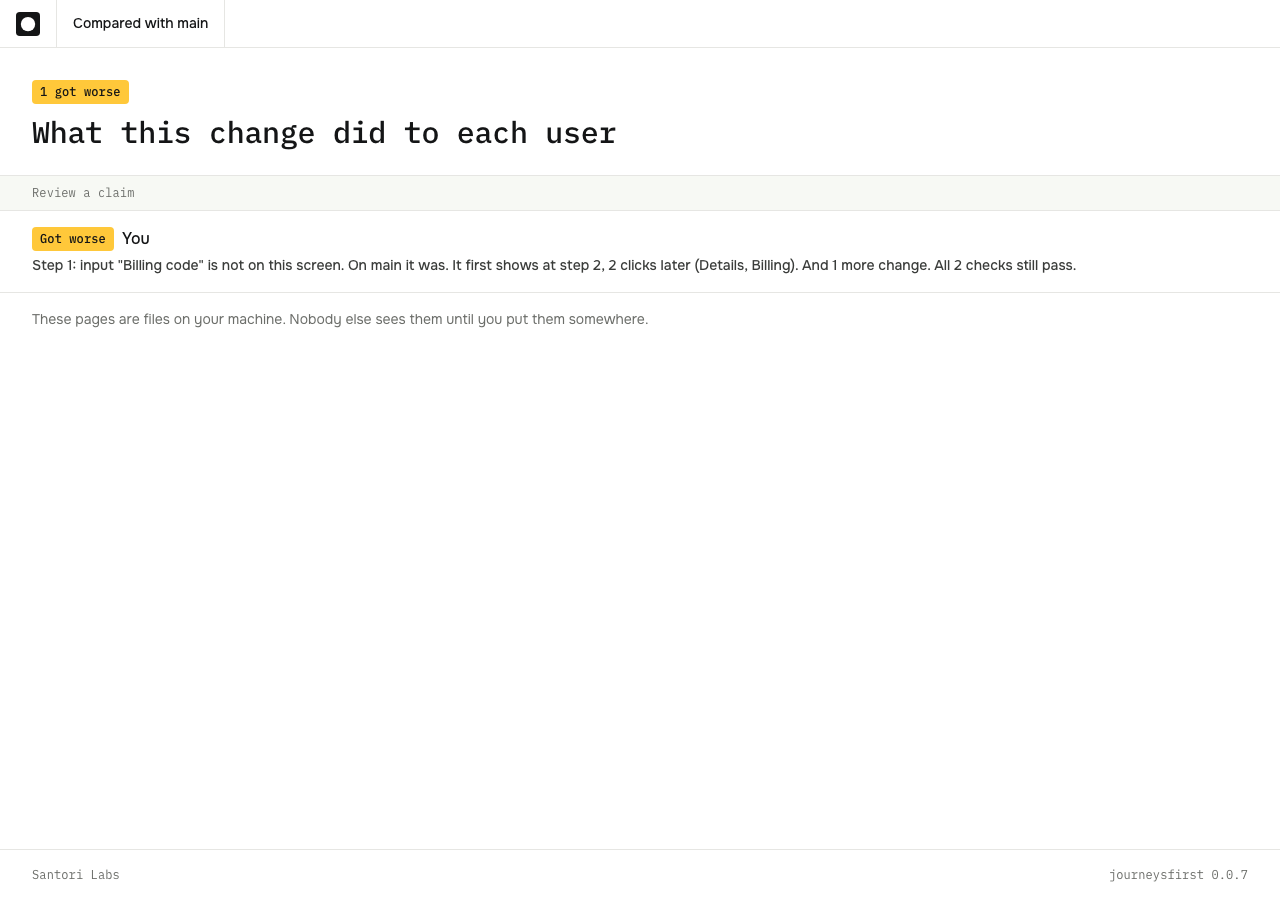 Compared with main
1 got worse
What this change did to each user
Review a claim
Got worse You
Step 1: input "Billing code" is not on this screen. On main it was. It first shows at step 2, 2 clicks later (Details, Billing). And 1 more change. All 2 checks still pass.
These pages are files on your machine. Nobody else sees them until you put them somewhere.
Santori Labs
journeysfirst 0.0.7